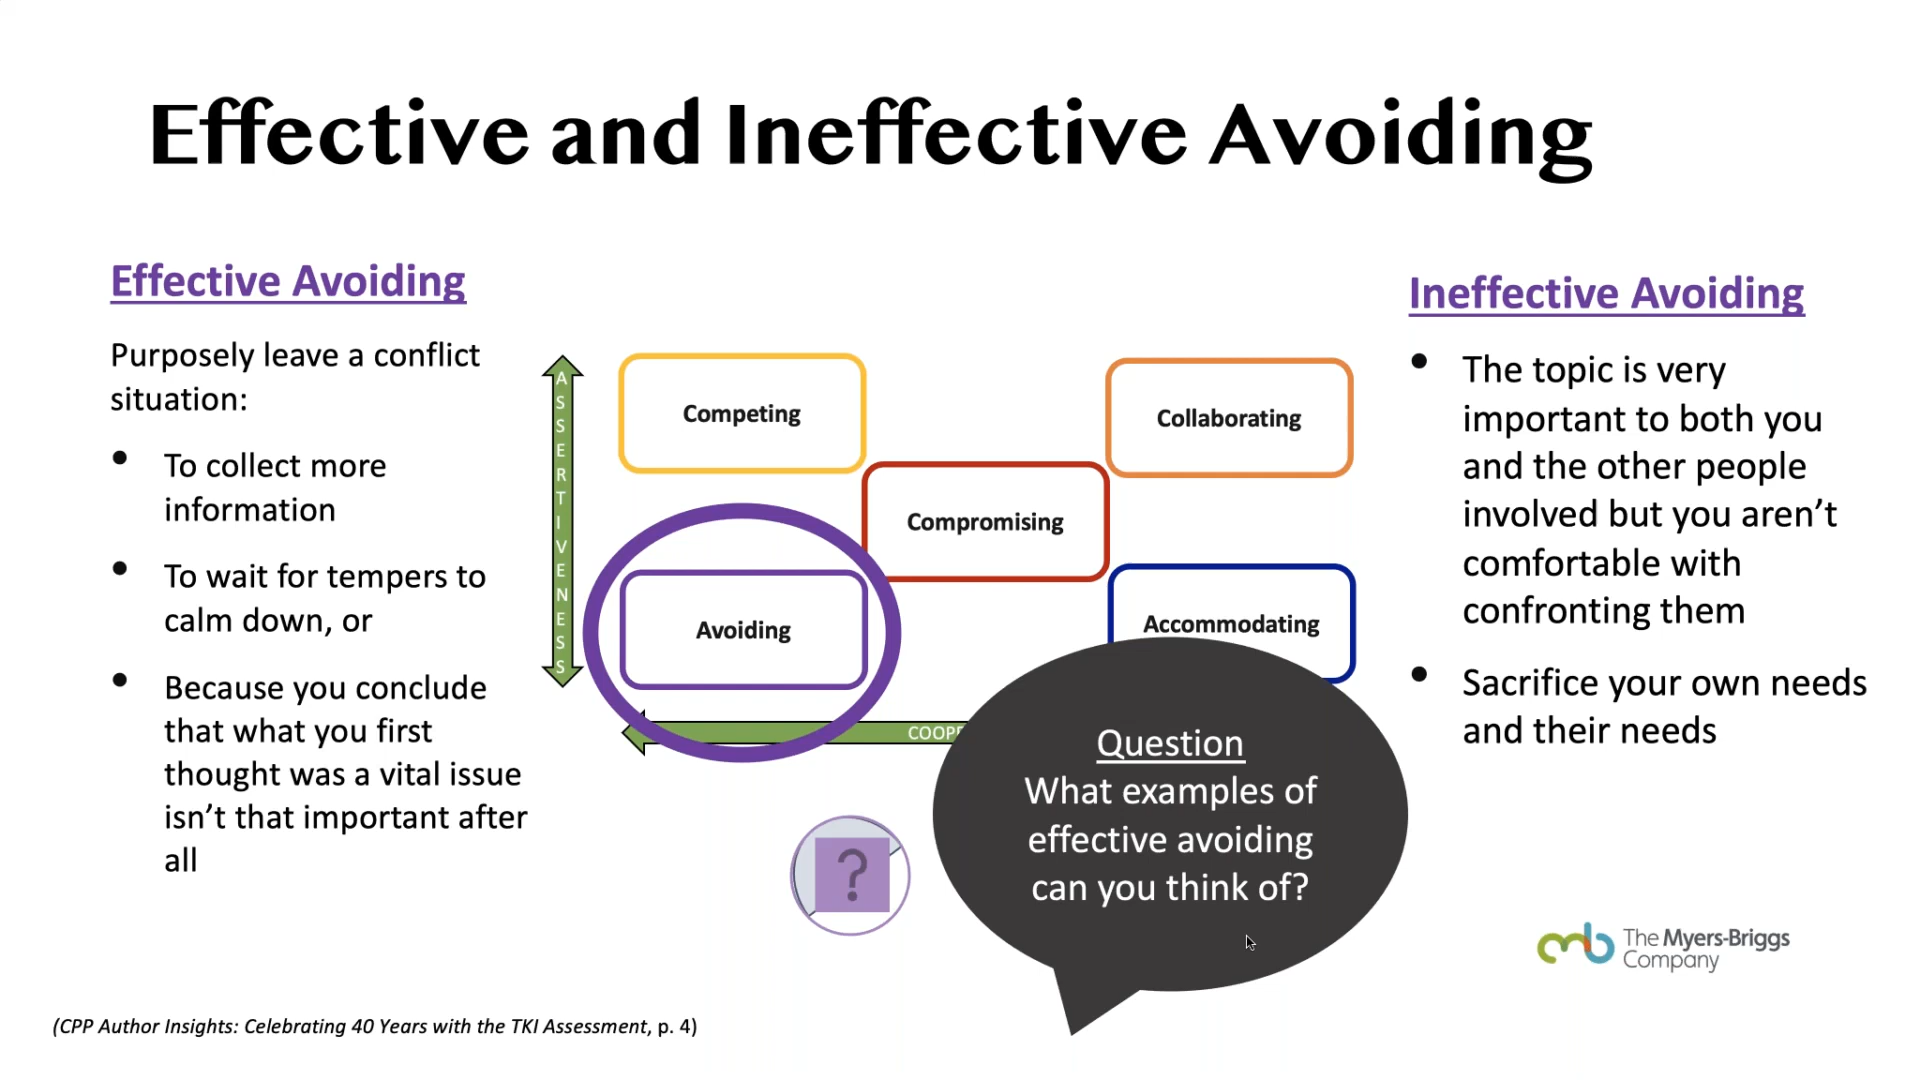 Effective and Ineffective Avoiding
Effective Avoiding
Purposely leave a conflict
situation:
• To collect more
information
• To wait for tempers to
calm down, or
• Because you conclude
that what you first
thought was a vital issue
isn’t that important after
all
ASSERTIVENESS
Competing
Collaborating
Compromising
Avoiding
Accommodating
Question
What examples of
effective avoiding
can you think of?
?
Ineffective Avoiding
• The topic is very
important to both you
and the other people
involved but you aren’t
comfortable with
confronting them
• Sacrifice your own needs
and their needs
The Myers-Briggs
Company
(CPP Author Insights: Celebrating 40 Years with the TKI Assessment, p. 4)